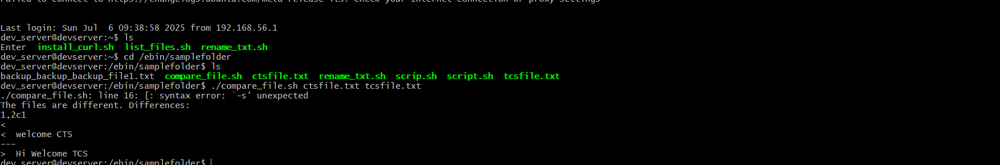 Failed to connect to https://changelogs.ubuntu.com/meta-release-lts. Check your Internet connection or proxy settings
Last login: Sun Jul  6 09:38:58 2025 from 192.168.56.1
dev_server@devserver:~$ ls
Enter  install_curl.sh  list_files.sh  rename_txt.sh
dev_server@devserver:~$ cd /ebin/samplefolder
dev_server@devserver:/ebin/samplefolder$ ls
backup_backup_backup_file1.txt  compare_file.sh  ctsfile.txt  rename_txt.sh  scrip.sh  script.sh  tcsfile.txt
dev_server@devserver:/ebin/samplefolder$ ./compare_file.sh ctsfile.txt tcsfile.txt
./compare_file.sh: line 16: [: syntax error: `-s' unexpected
The files are different. Differences:
1,2c1
<
<  welcome CTS
---
>  Hi Welcome TCS
dev_server@devserver:/ebin/samplefolder$